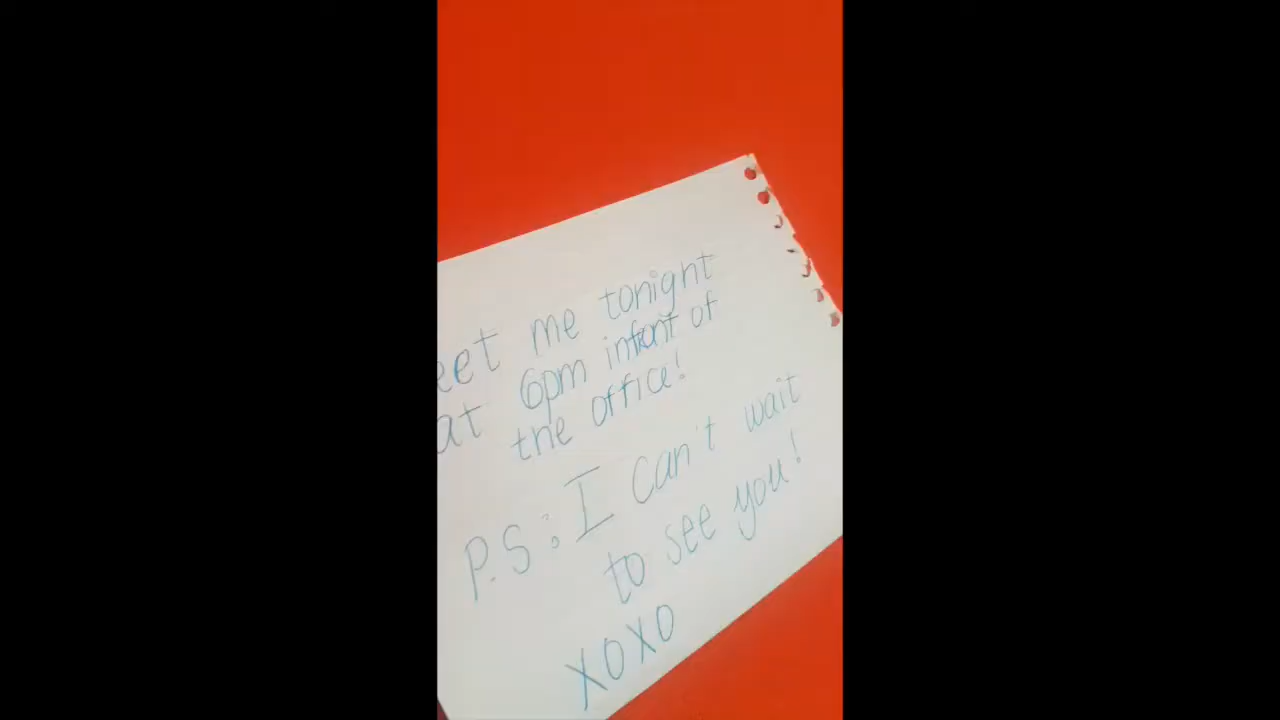 eet me tonight
at 6pm infront of
the office!
P.S: I can't wait
to see you!
XOXO